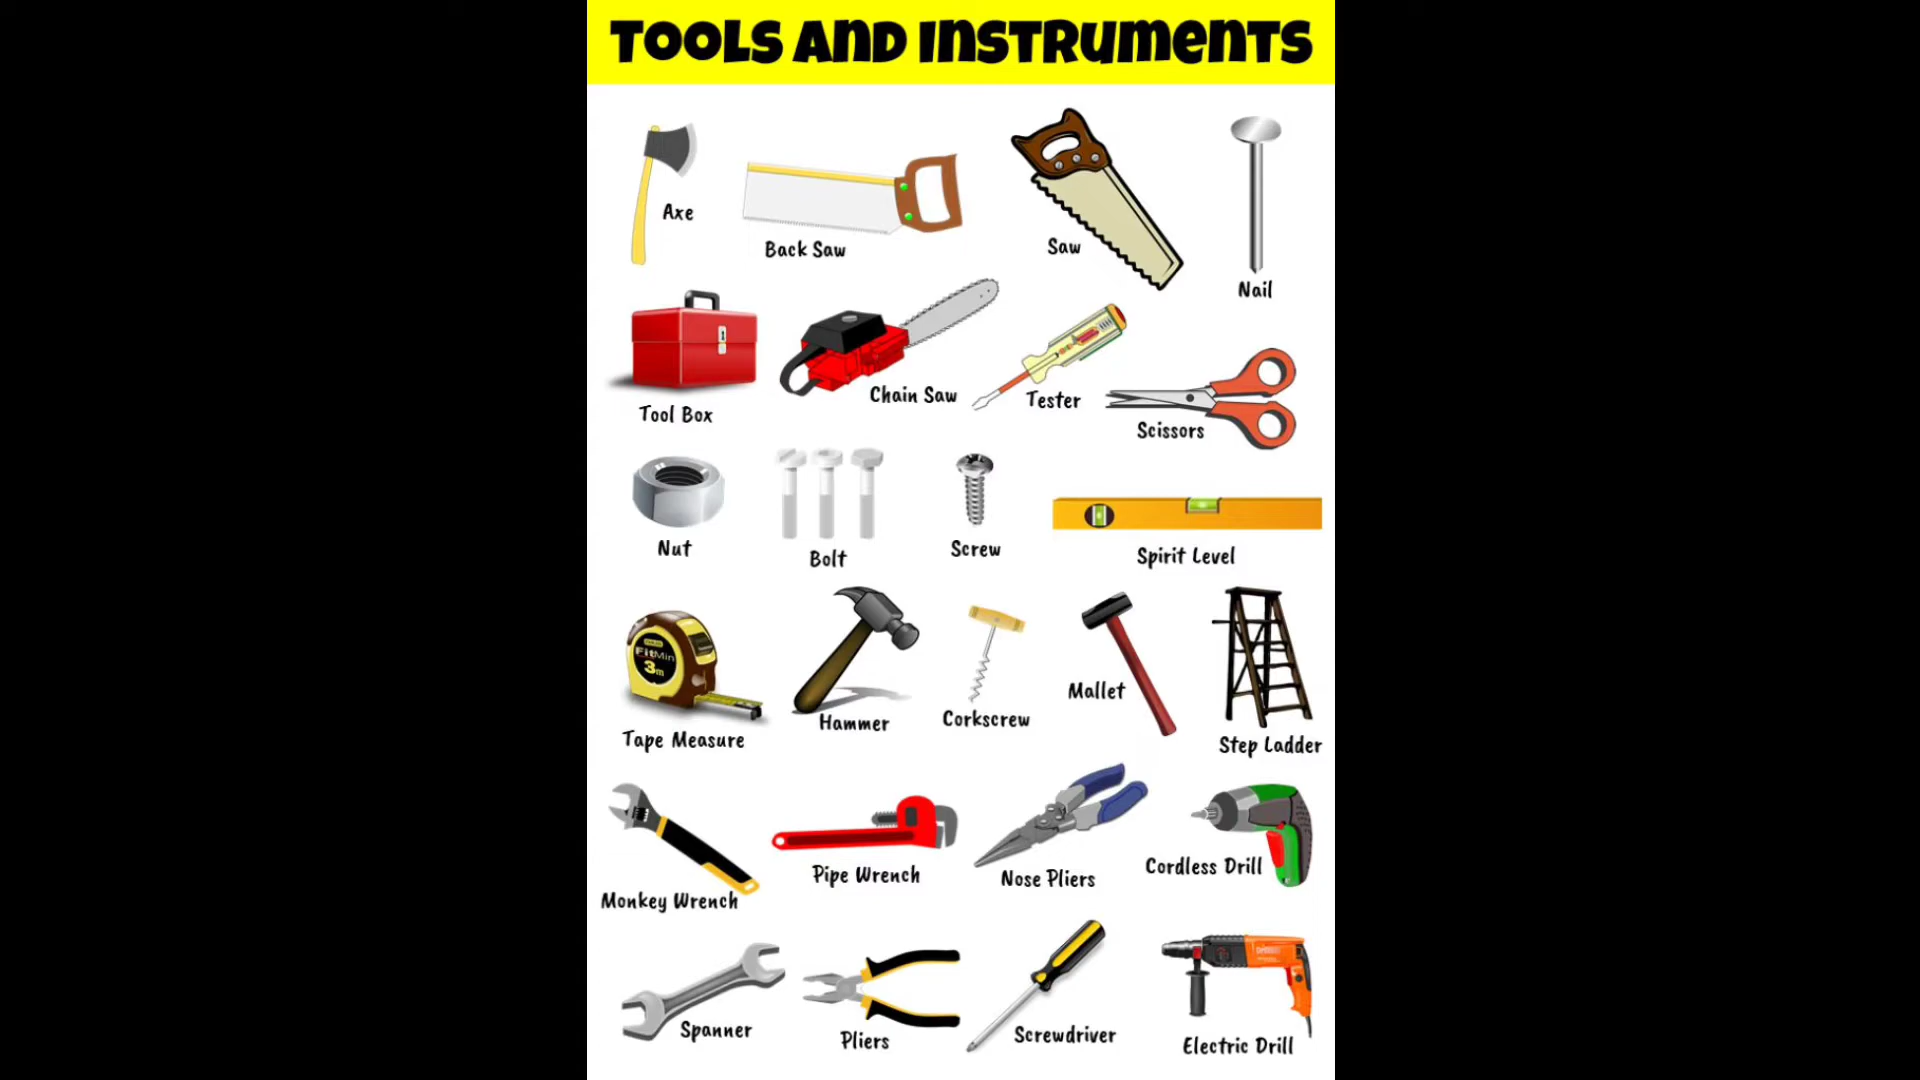 TOOLS AND INSTRUMENTS
Axe
Back Saw
Saw
Nail
Tool Box
Chain Saw
Tester
Scissors
Nut
Bolt
Screw
Spirit Level
FitMin
3m
Tape Measure
Hammer
Corkscrew
Mallet
Step Ladder
Monkey Wrench
Pipe Wrench
Nose Pliers
Cordless Drill
Spanner
Pliers
Screwdriver
Electric Drill